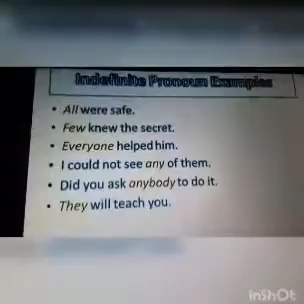 Indefinite Pronoun Examples
• All were safe.
• Few knew the secret.
• Everyone helped him.
• I could not see any of them.
• Did you ask anybody to do it.
• They will teach you.
InShOt